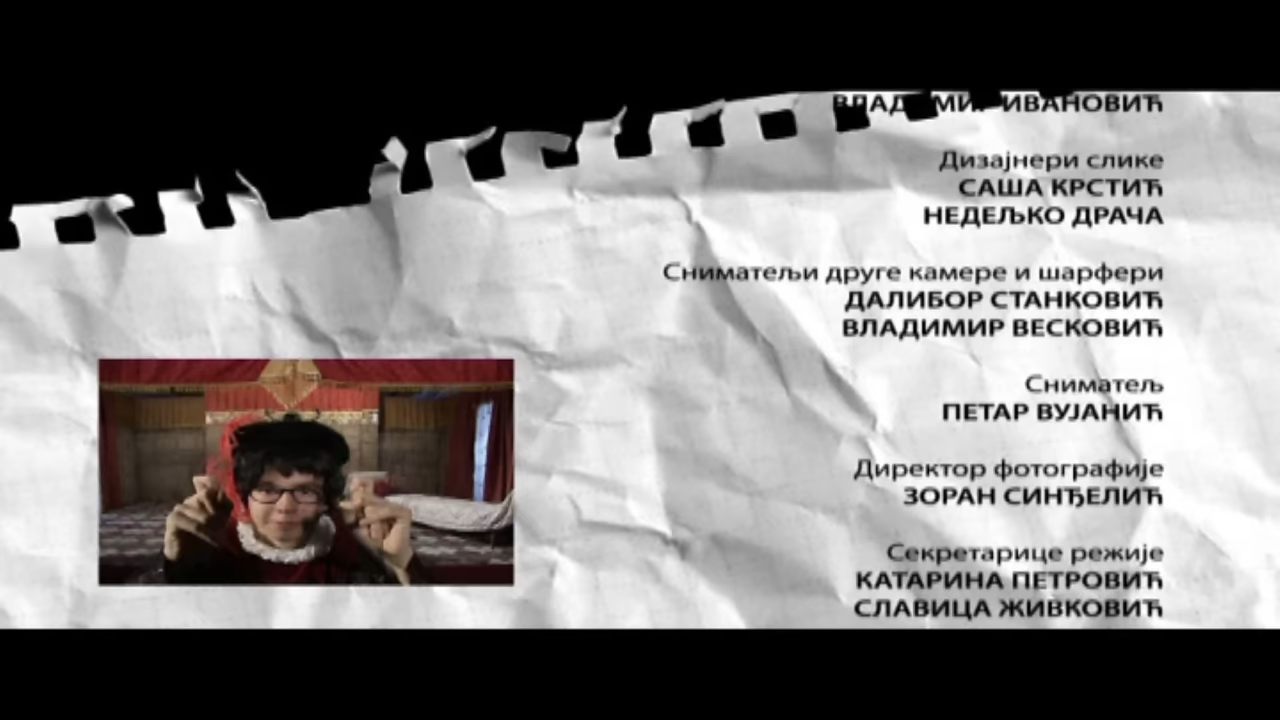 ИВАНОВИЋ
Дизајнери слике
САША КРСТИЋ
НЕДЕЉКО ДРАЧА
Сниматељи друге камере и шарфери
ДАЛИБОР СТАНКОВИЋ
ВЛАДИМИР ВЕСКОВИЋ
Сниматељ
ПЕТАР ВУЈАНИЋ
Директор фотографије
ЗОРАН СИНЂЕЛИЋ
Секретарице режије
КАТАРИНА ПЕТРОВИЋ
СЛАВИЦА ЖИВКОВИЋ